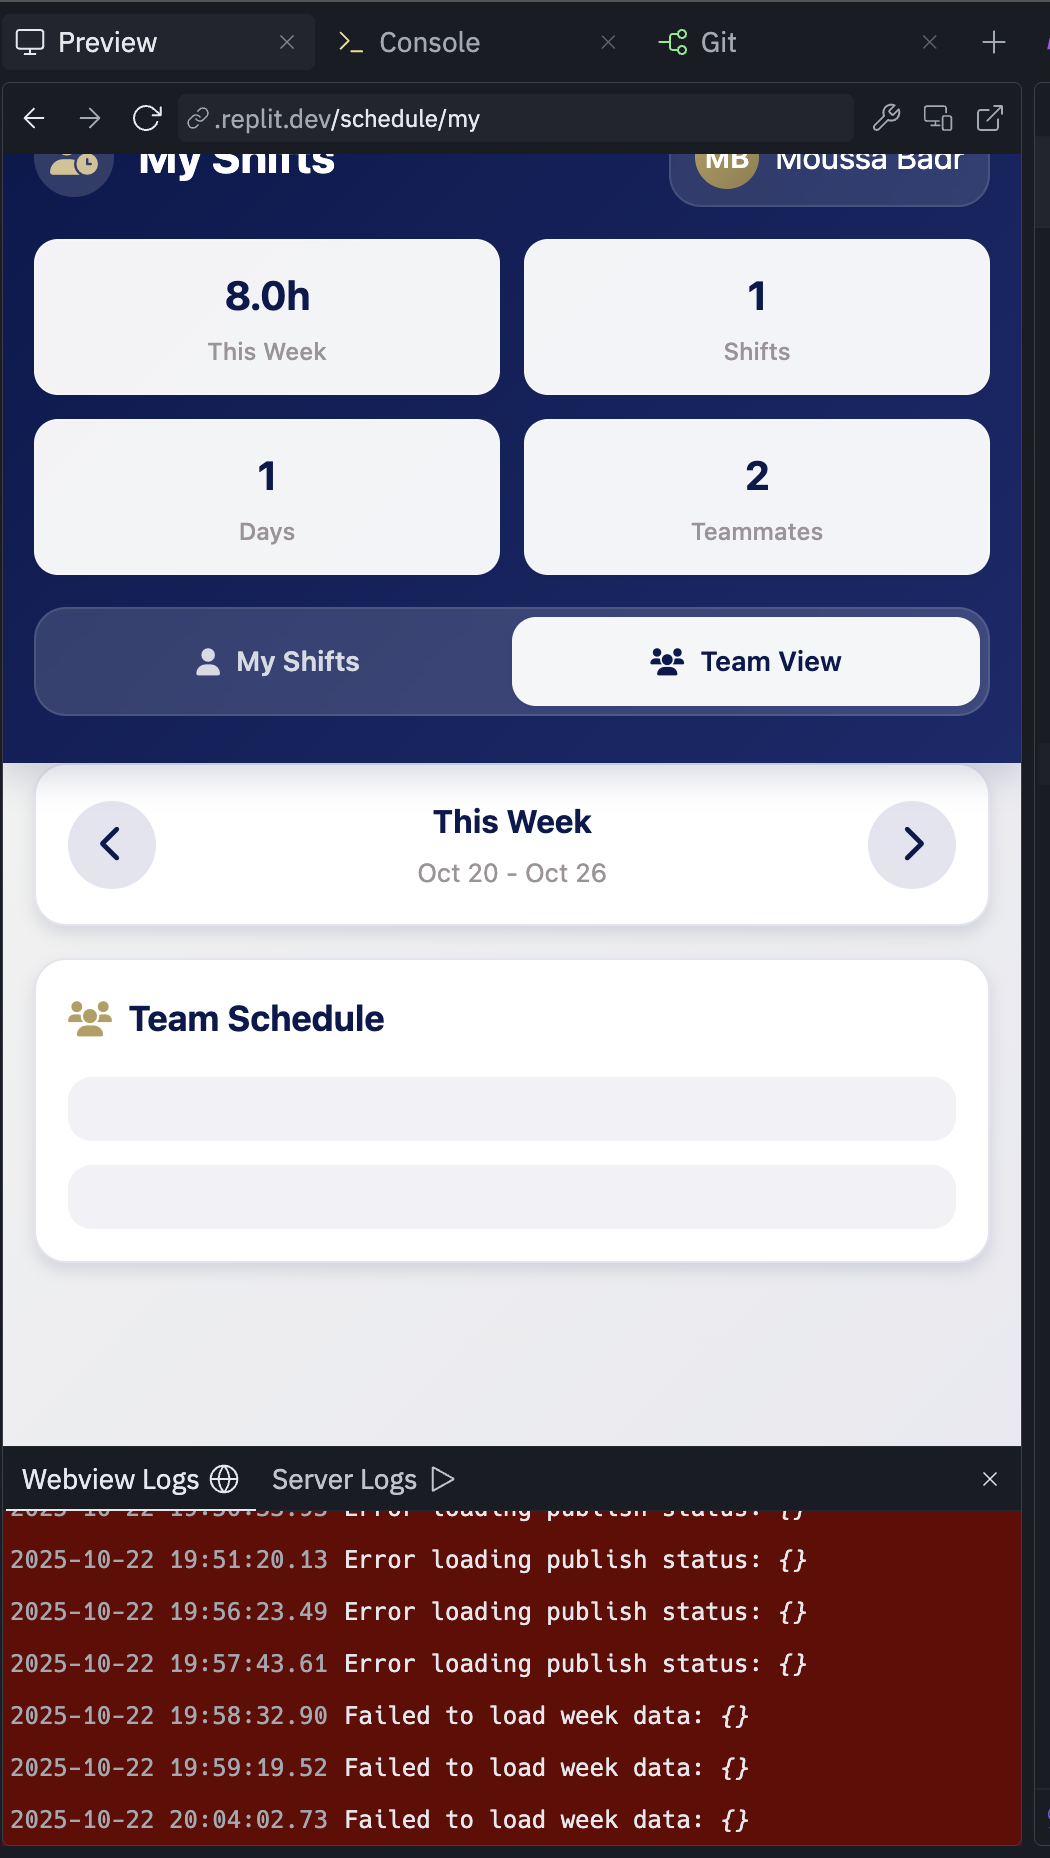 Preview
Console
Git
.replit.dev/schedule/my
My Shifts
MB Moussa Badr
8.0h
This Week
1
Shifts
1
Days
2
Teammates
My Shifts
Team View
This Week
Oct 20 - Oct 26
Team Schedule
Webview Logs
Server Logs
Error loading publish status: {}
2025-10-22 19:51:20.13 Error loading publish status: {}
2025-10-22 19:56:23.49 Error loading publish status: {}
2025-10-22 19:57:43.61 Error loading publish status: {}
2025-10-22 19:58:32.90 Failed to load week data: {}
2025-10-22 19:59:19.52 Failed to load week data: {}
2025-10-22 20:04:02.73 Failed to load week data: {}